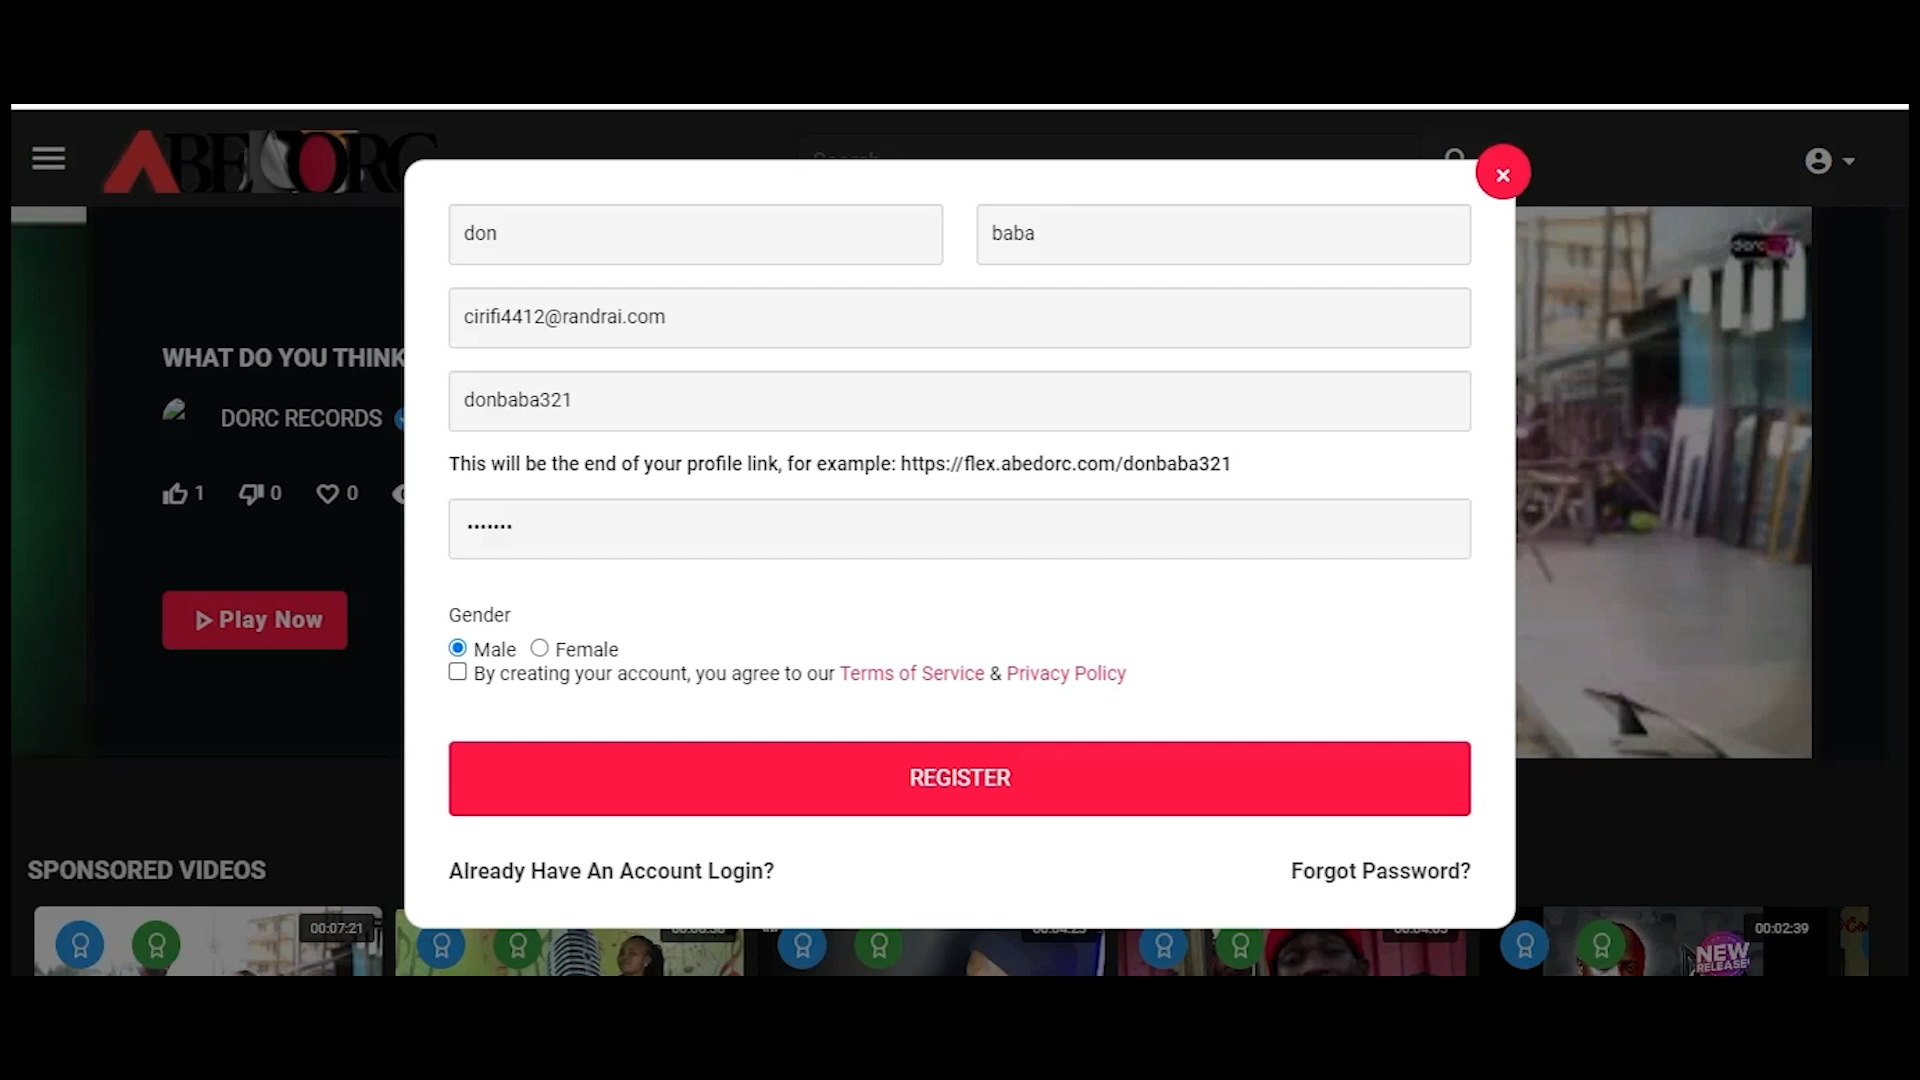 ABEDORC
don
baba
cirifi4412@randrai.com
donbaba321
This will be the end of your profile link, for example: https://flex.abedorc.com/donbaba321
Gender
Male
Female
By creating your account, you agree to our Terms of Service & Privacy Policy
REGISTER
Already Have An Account Login?
Forgot Password?
WHAT DO YOU THINK
DORC RECORDS
1
0
0
Play Now
SPONSORED VIDEOS
00:07:21
00:02:39
NEW
RELEASE!